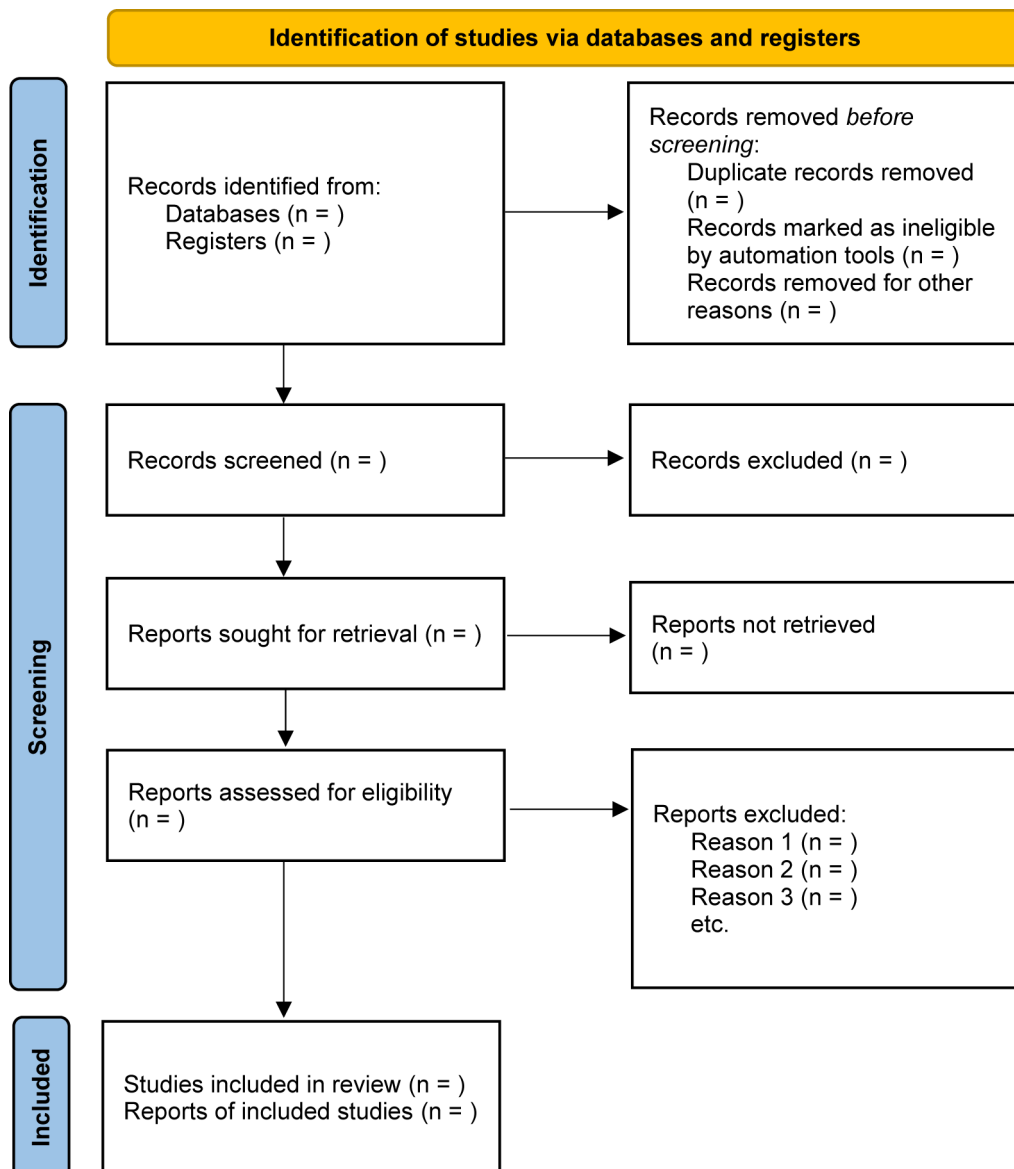 Identification of studies via databases and registers
Identification
Records identified from:
Databases (n = )
Registers (n = )
Records removed before
screening:
Duplicate records removed
(n = )
Records marked as ineligible
by automation tools (n = )
Records removed for other
reasons (n = )
Screening
Records screened (n = )
Records excluded (n = )
Reports sought for retrieval (n = )
Reports not retrieved
(n = )
Reports assessed for eligibility
(n = )
Reports excluded:
Reason 1 (n = )
Reason 2 (n = )
Reason 3 (n = )
etc.
Included
Studies included in review (n = )
Reports of included studies (n = )